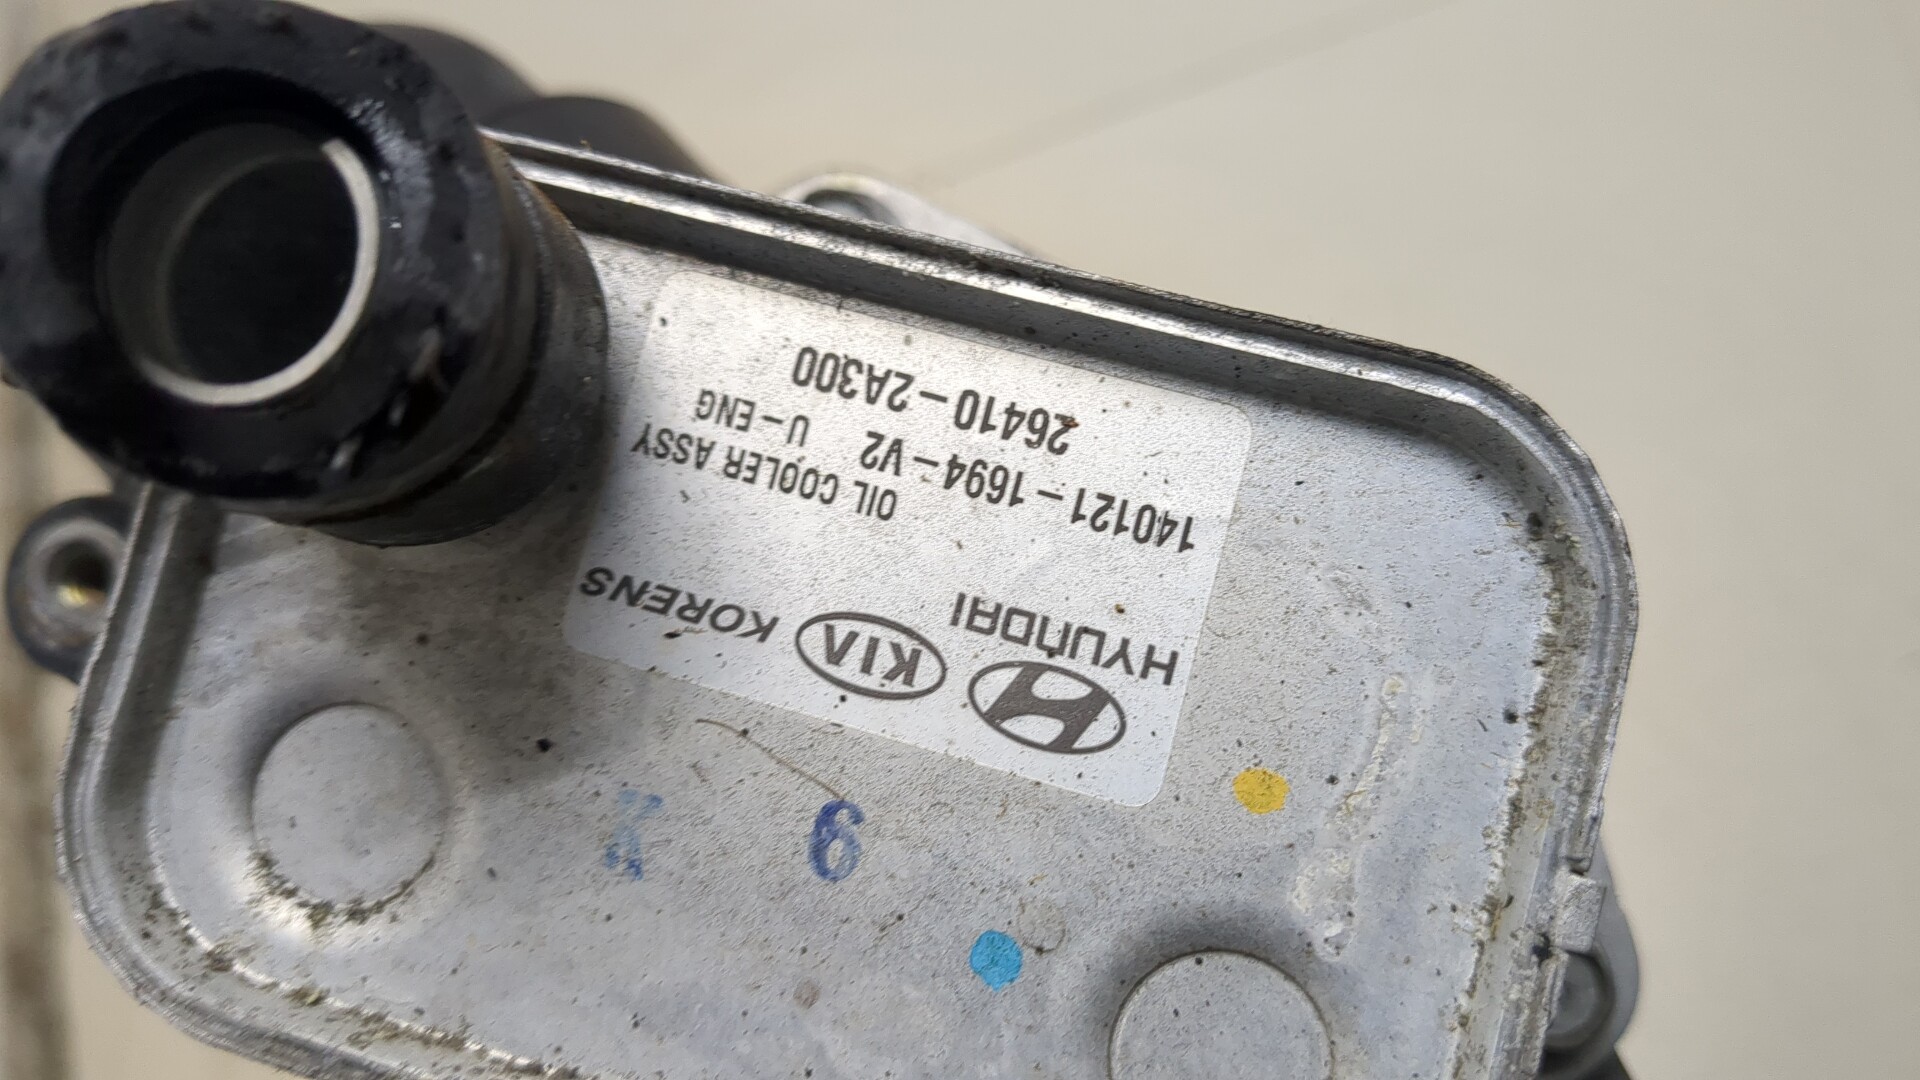 HYUNDAI KIA KORENS
OIL COOLER ASSY
140121-1694-V2 U-ENG
26410-2A300
9